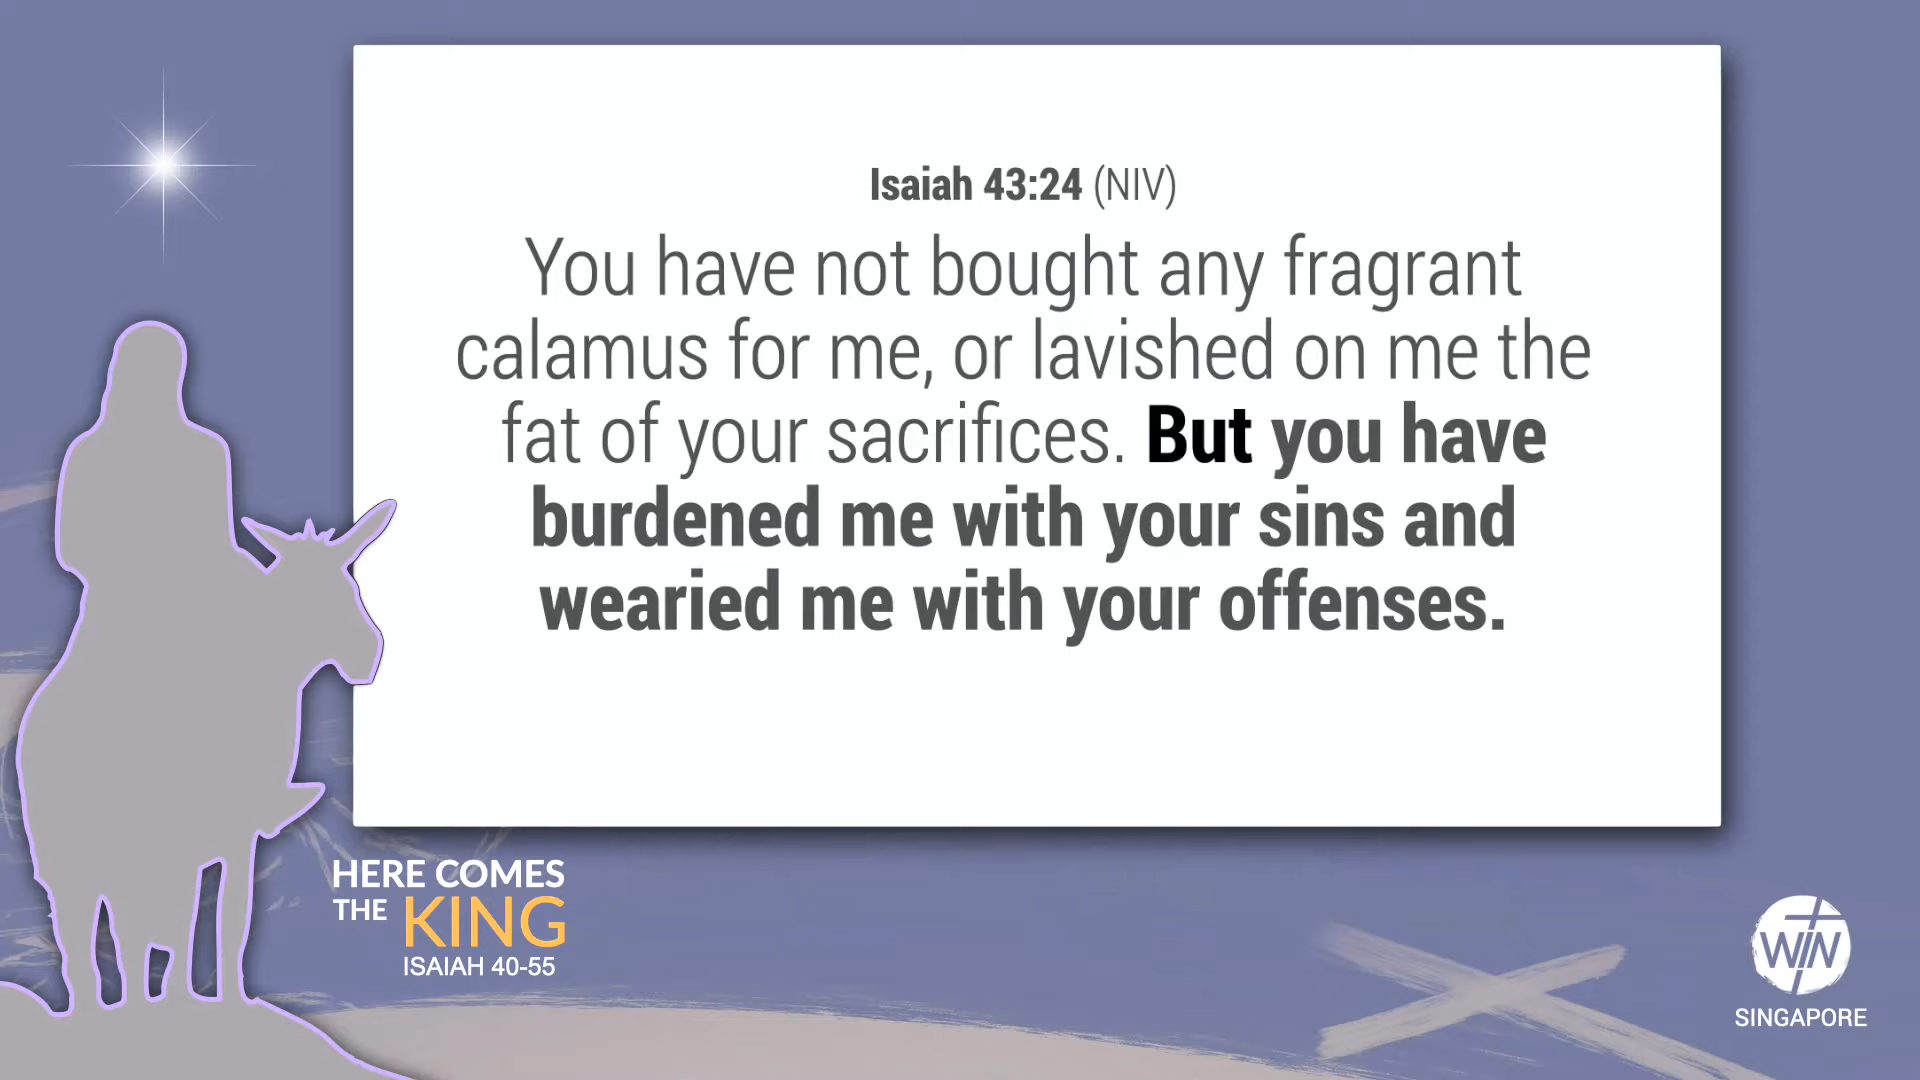 Isaiah 43:24 (NIV)
You have not bought any fragrant
calamus for me, or lavished on me the
fat of your sacrifices. But you have
burdened me with your sins and
wearied me with your offenses.
HERE COMES
THE KING
ISAIAH 40-55
WIN
SINGAPORE